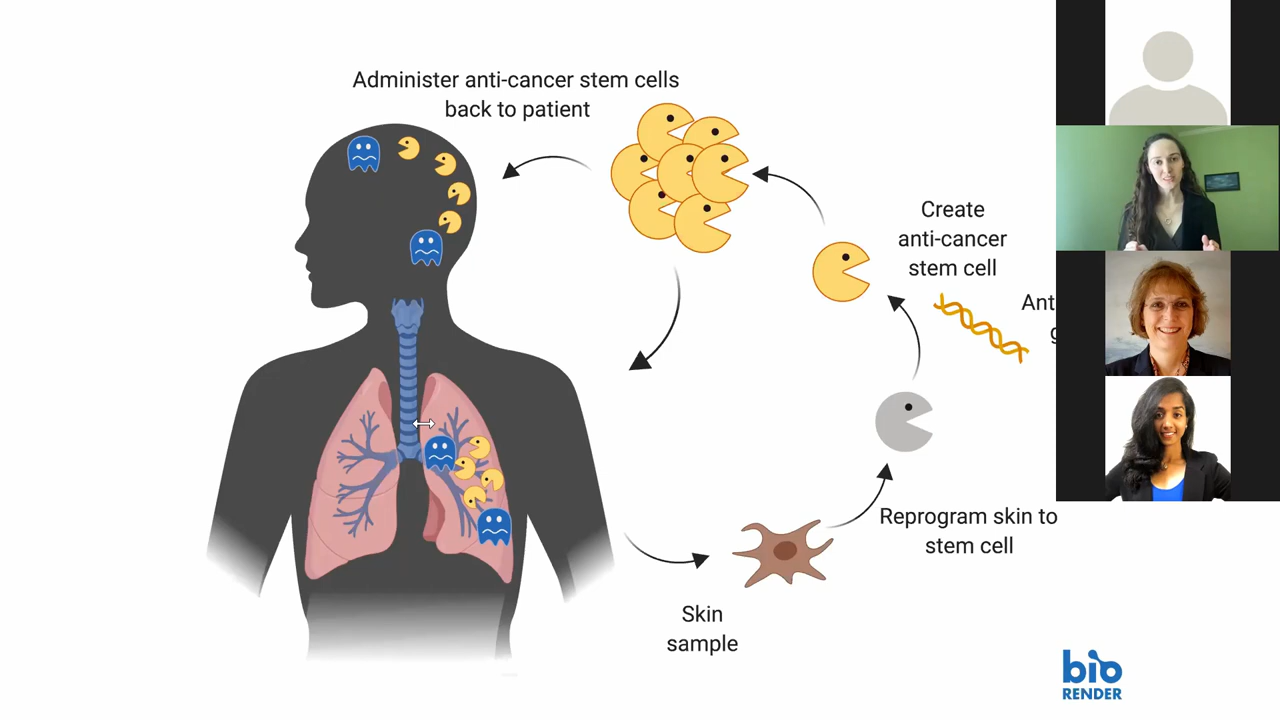 Administer anti-cancer stem cells
back to patient
Create
anti-cancer
stem cell
Ant
g
Reprogram skin to
stem cell
Skin
sample
bio
RENDER